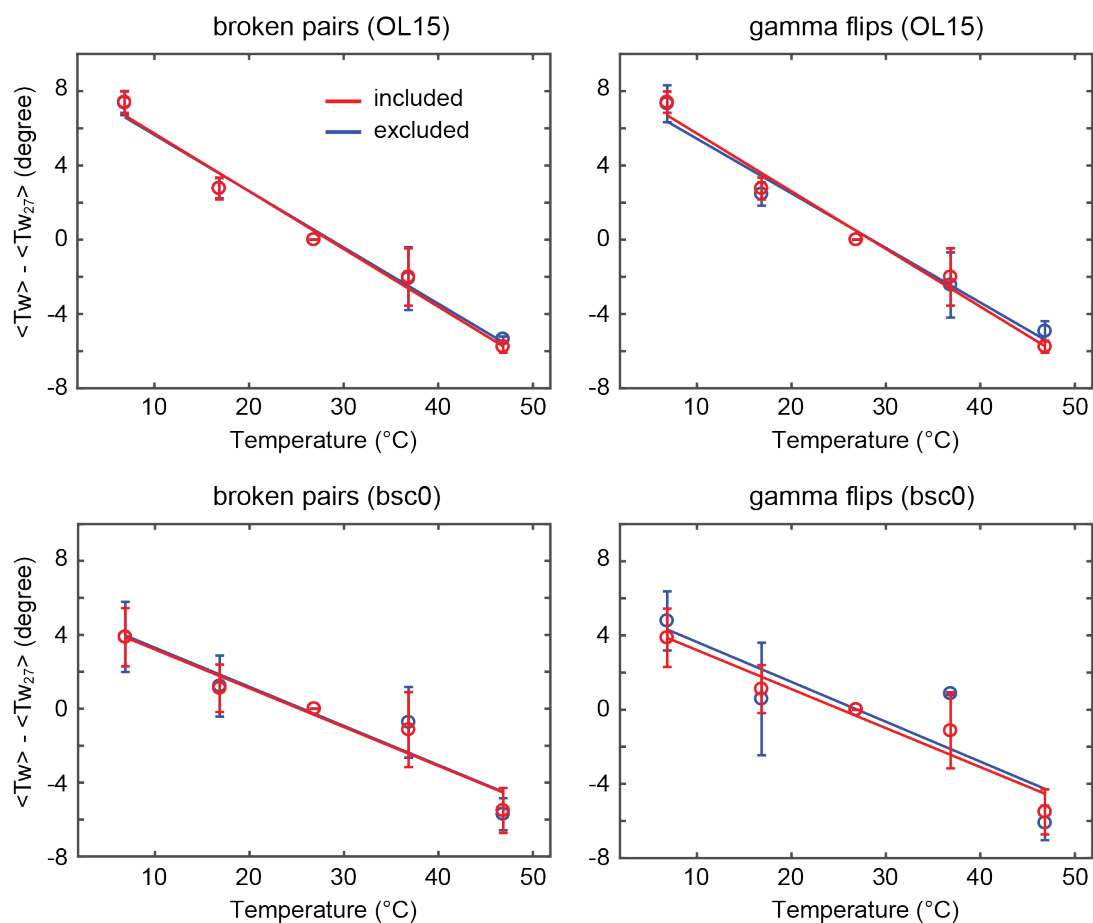 broken pairs (OL15)
gamma flips (OL15)
<Tw> - <Tw27> (degree)
8
4
0
-4
-8
included
excluded
10 20 30 40 50
Temperature (°C)
8
4
0
-4
-8
10 20 30 40 50
Temperature (°C)
broken pairs (bsc0)
gamma flips (bsc0)
<Tw> - <Tw27> (degree)
8
4
0
-4
-8
10 20 30 40 50
Temperature (°C)
8
4
0
-4
-8
10 20 30 40 50
Temperature (°C)